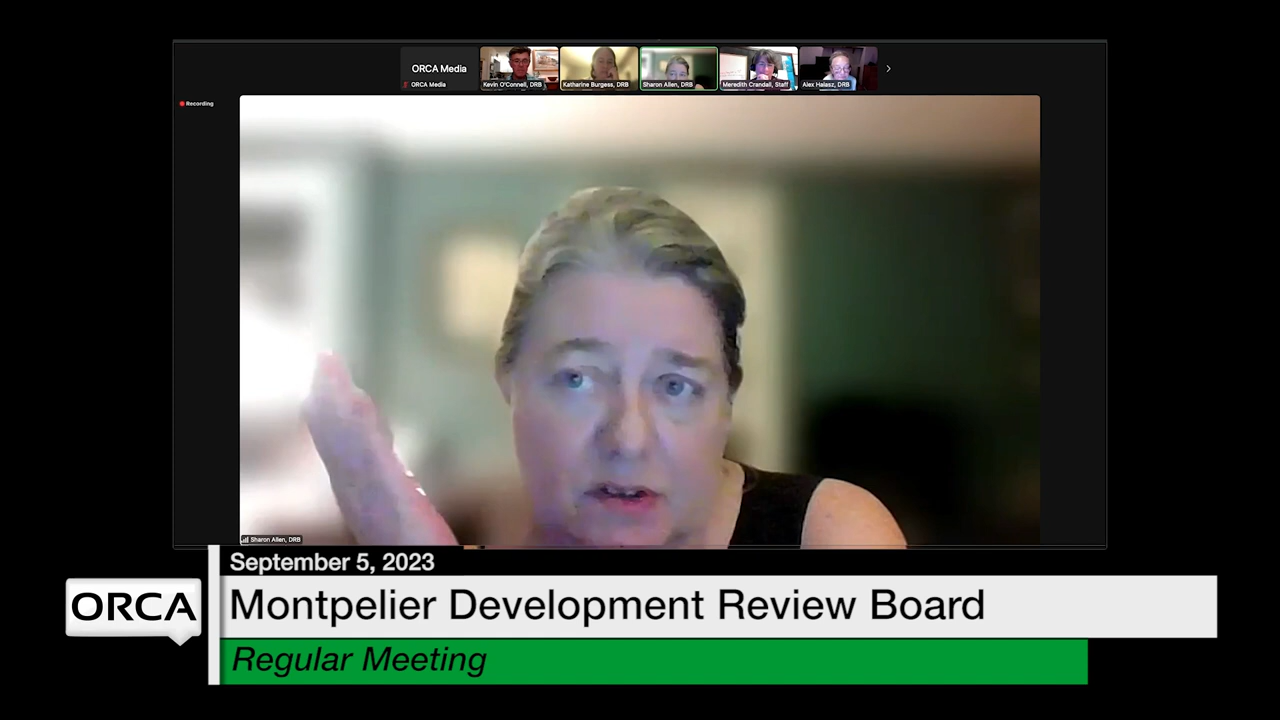 ORCA Media
ORCA Media
Kevin O'Connell, DRB
Katharine Burgess, DRB
Sharon Allen, DRB
Meredith Crandall, Staff
Alex Halasz, DRB
Recording
Sharon Allen, DRB
September 5, 2023
ORCA
Montpelier Development Review Board
Regular Meeting